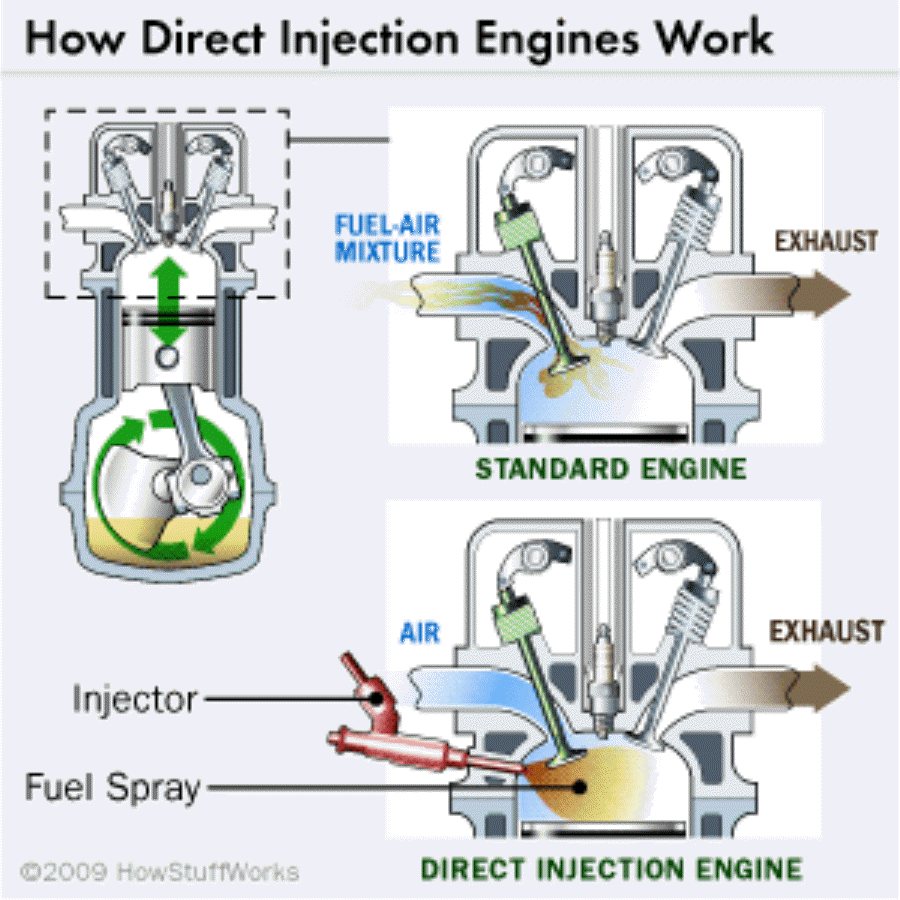 How Direct Injection Engines Work
FUEL-AIR
MIXTURE
EXHAUST
STANDARD ENGINE
AIR
EXHAUST
Injector
Fuel Spray
©2009 HowStuffWorks
DIRECT INJECTION ENGINE